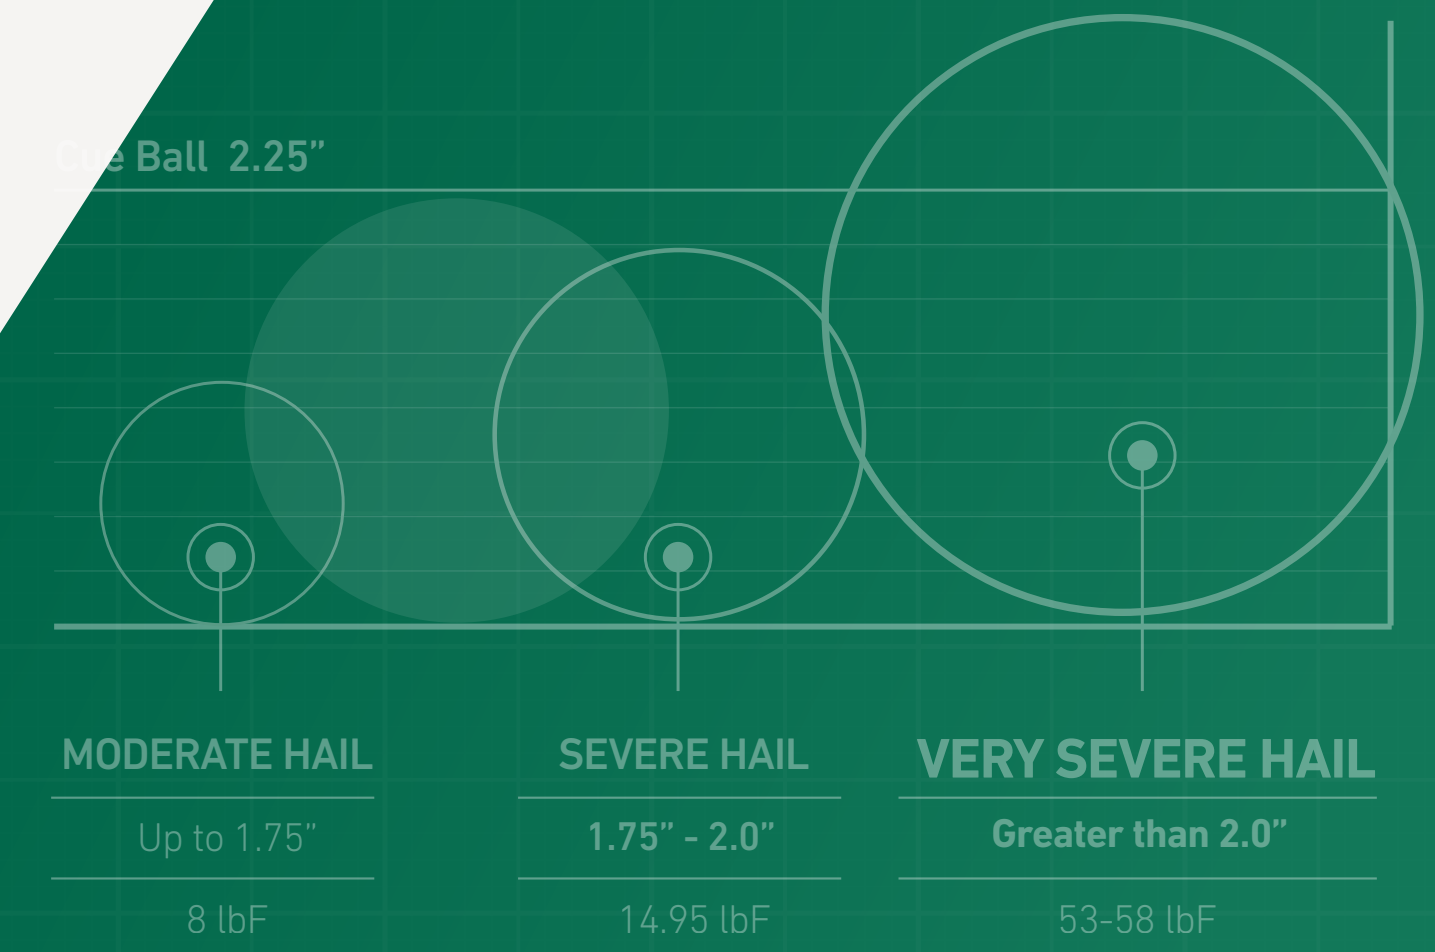 Cue Ball 2.25”
MODERATE HAIL
Up to 1.75”
8 lbF
SEVERE HAIL
1.75” - 2.0”
14.95 lbF
VERY SEVERE HAIL
Greater than 2.0”
53-58 lbF